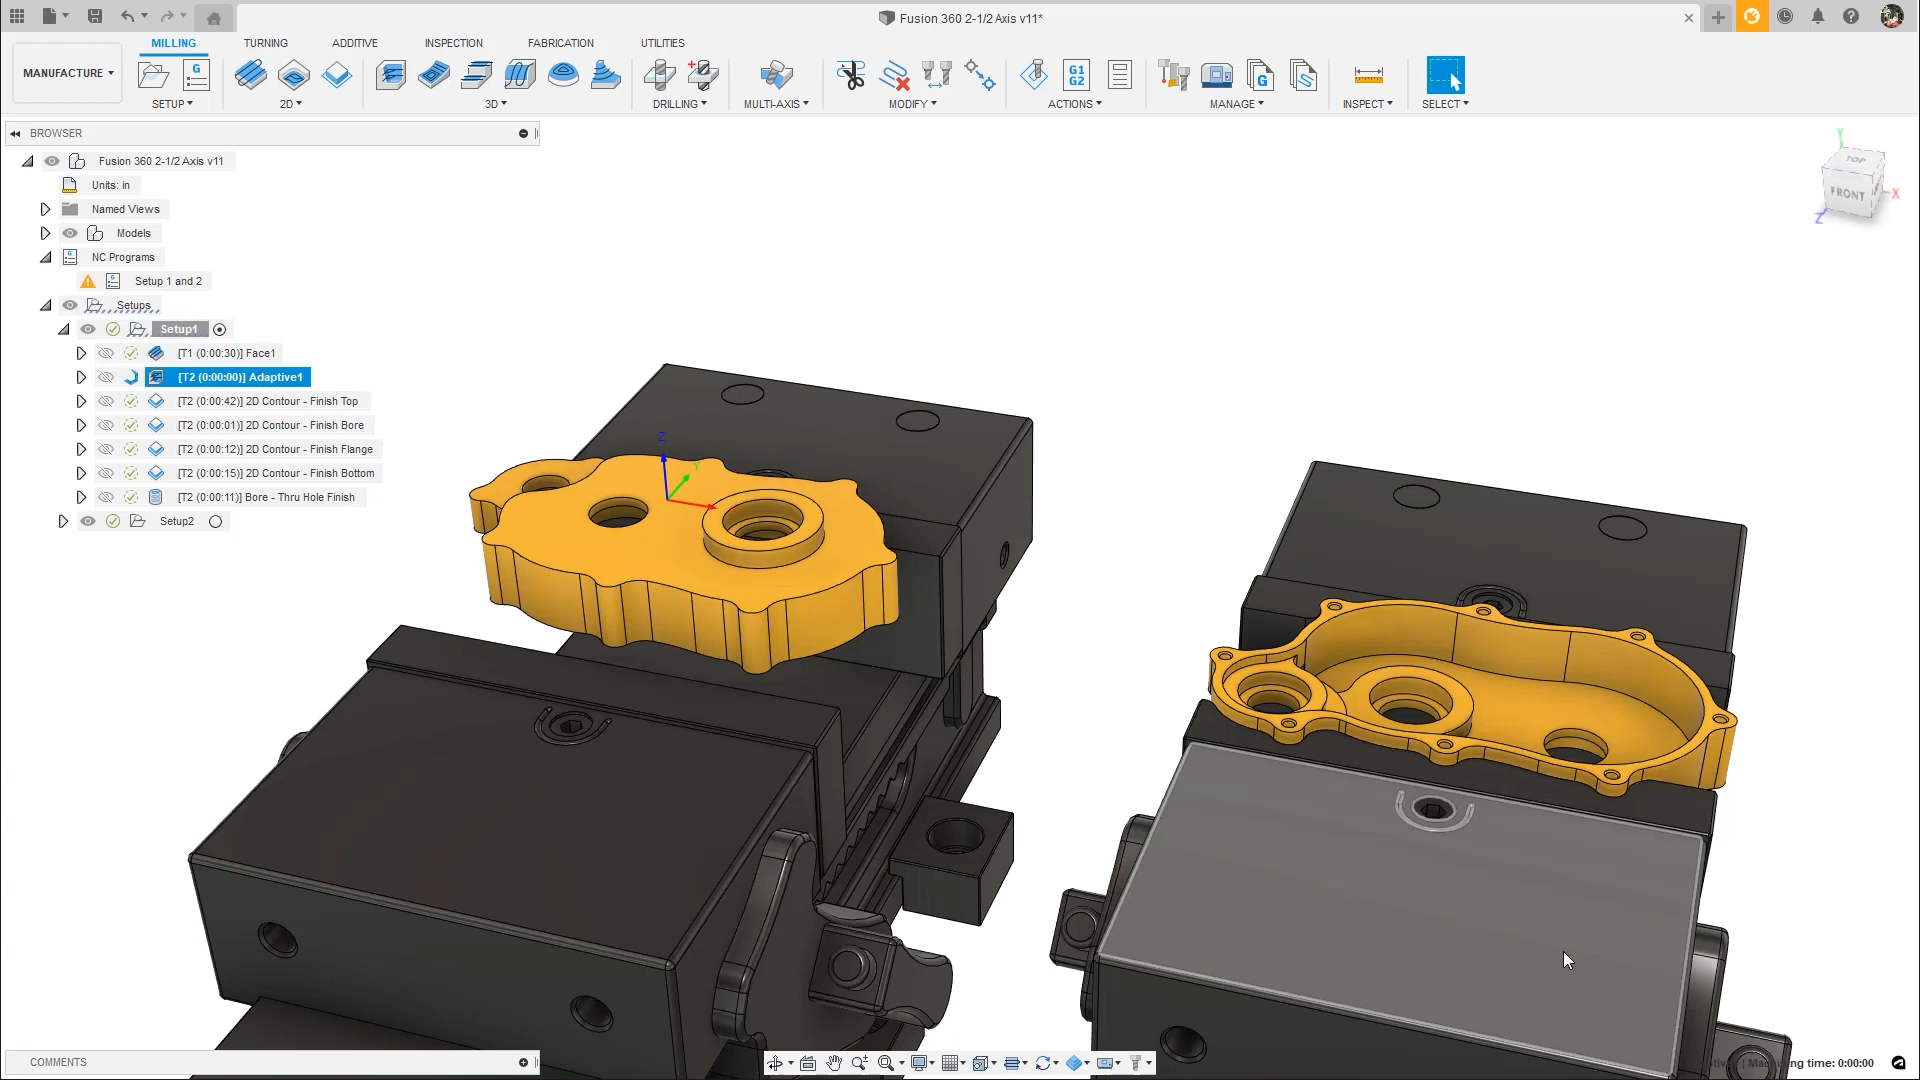 Fusion 360 2-1/2 Axis v11*
MILLING TURNING ADDITIVE INSPECTION FABRICATION UTILITIES
MANUFACTURE
G G1 G2 G
SETUP 2D 3D DRILLING MULTI-AXIS MODIFY ACTIONS MANAGE INSPECT SELECT
BROWSER
Fusion 360 2-1/2 Axis v11
Units: in
Named Views
Models
NC Programs
Setup 1 and 2
Setups
Setup1
[T1 (0:00:30)] Face1
[T2 (0:00:00)] Adaptive1
[T2 (0:00:42)] 2D Contour - Finish Top
[T2 (0:00:01)] 2D Contour - Finish Bore
[T2 (0:00:12)] 2D Contour - Finish Flange
[T2 (0:00:15)] 2D Contour - Finish Bottom
[T2 (0:00:11)] Bore - Thru Hole Finish
Setup2
Y
TOP
FRONT
X
Z
Z
Y
COMMENTS
time: 0:00:00